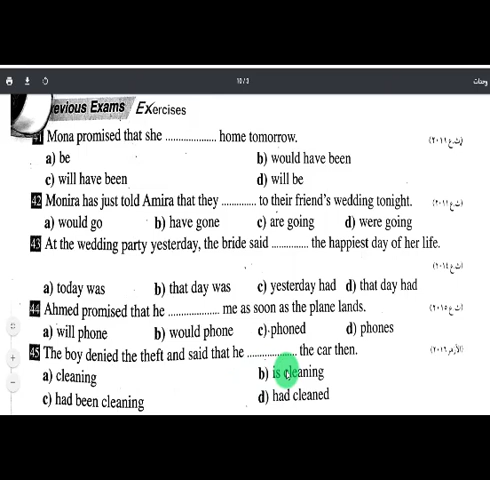 وحدات
10 / 3
evious Exams Exercises
Mona promised that she ................... home tomorrow.
a) be b) would have been
c) will have been d) will be
42 Monira has just told Amira that they ............. to their friend's wedding tonight.
a) would go b) have gone c) are going d) were going
43 At the wedding party yesterday, the bride said .............. the happiest day of her life.
a) today was b) that day was c) yesterday had d) that day had
44 Ahmed promised that he ................... me as soon as the plane lands.
a) will phone b) would phone c) phoned d) phones
45 The boy denied the theft and said that he ................... the car then.
a) cleaning b) is cleaning
c) had been cleaning d) had cleaned